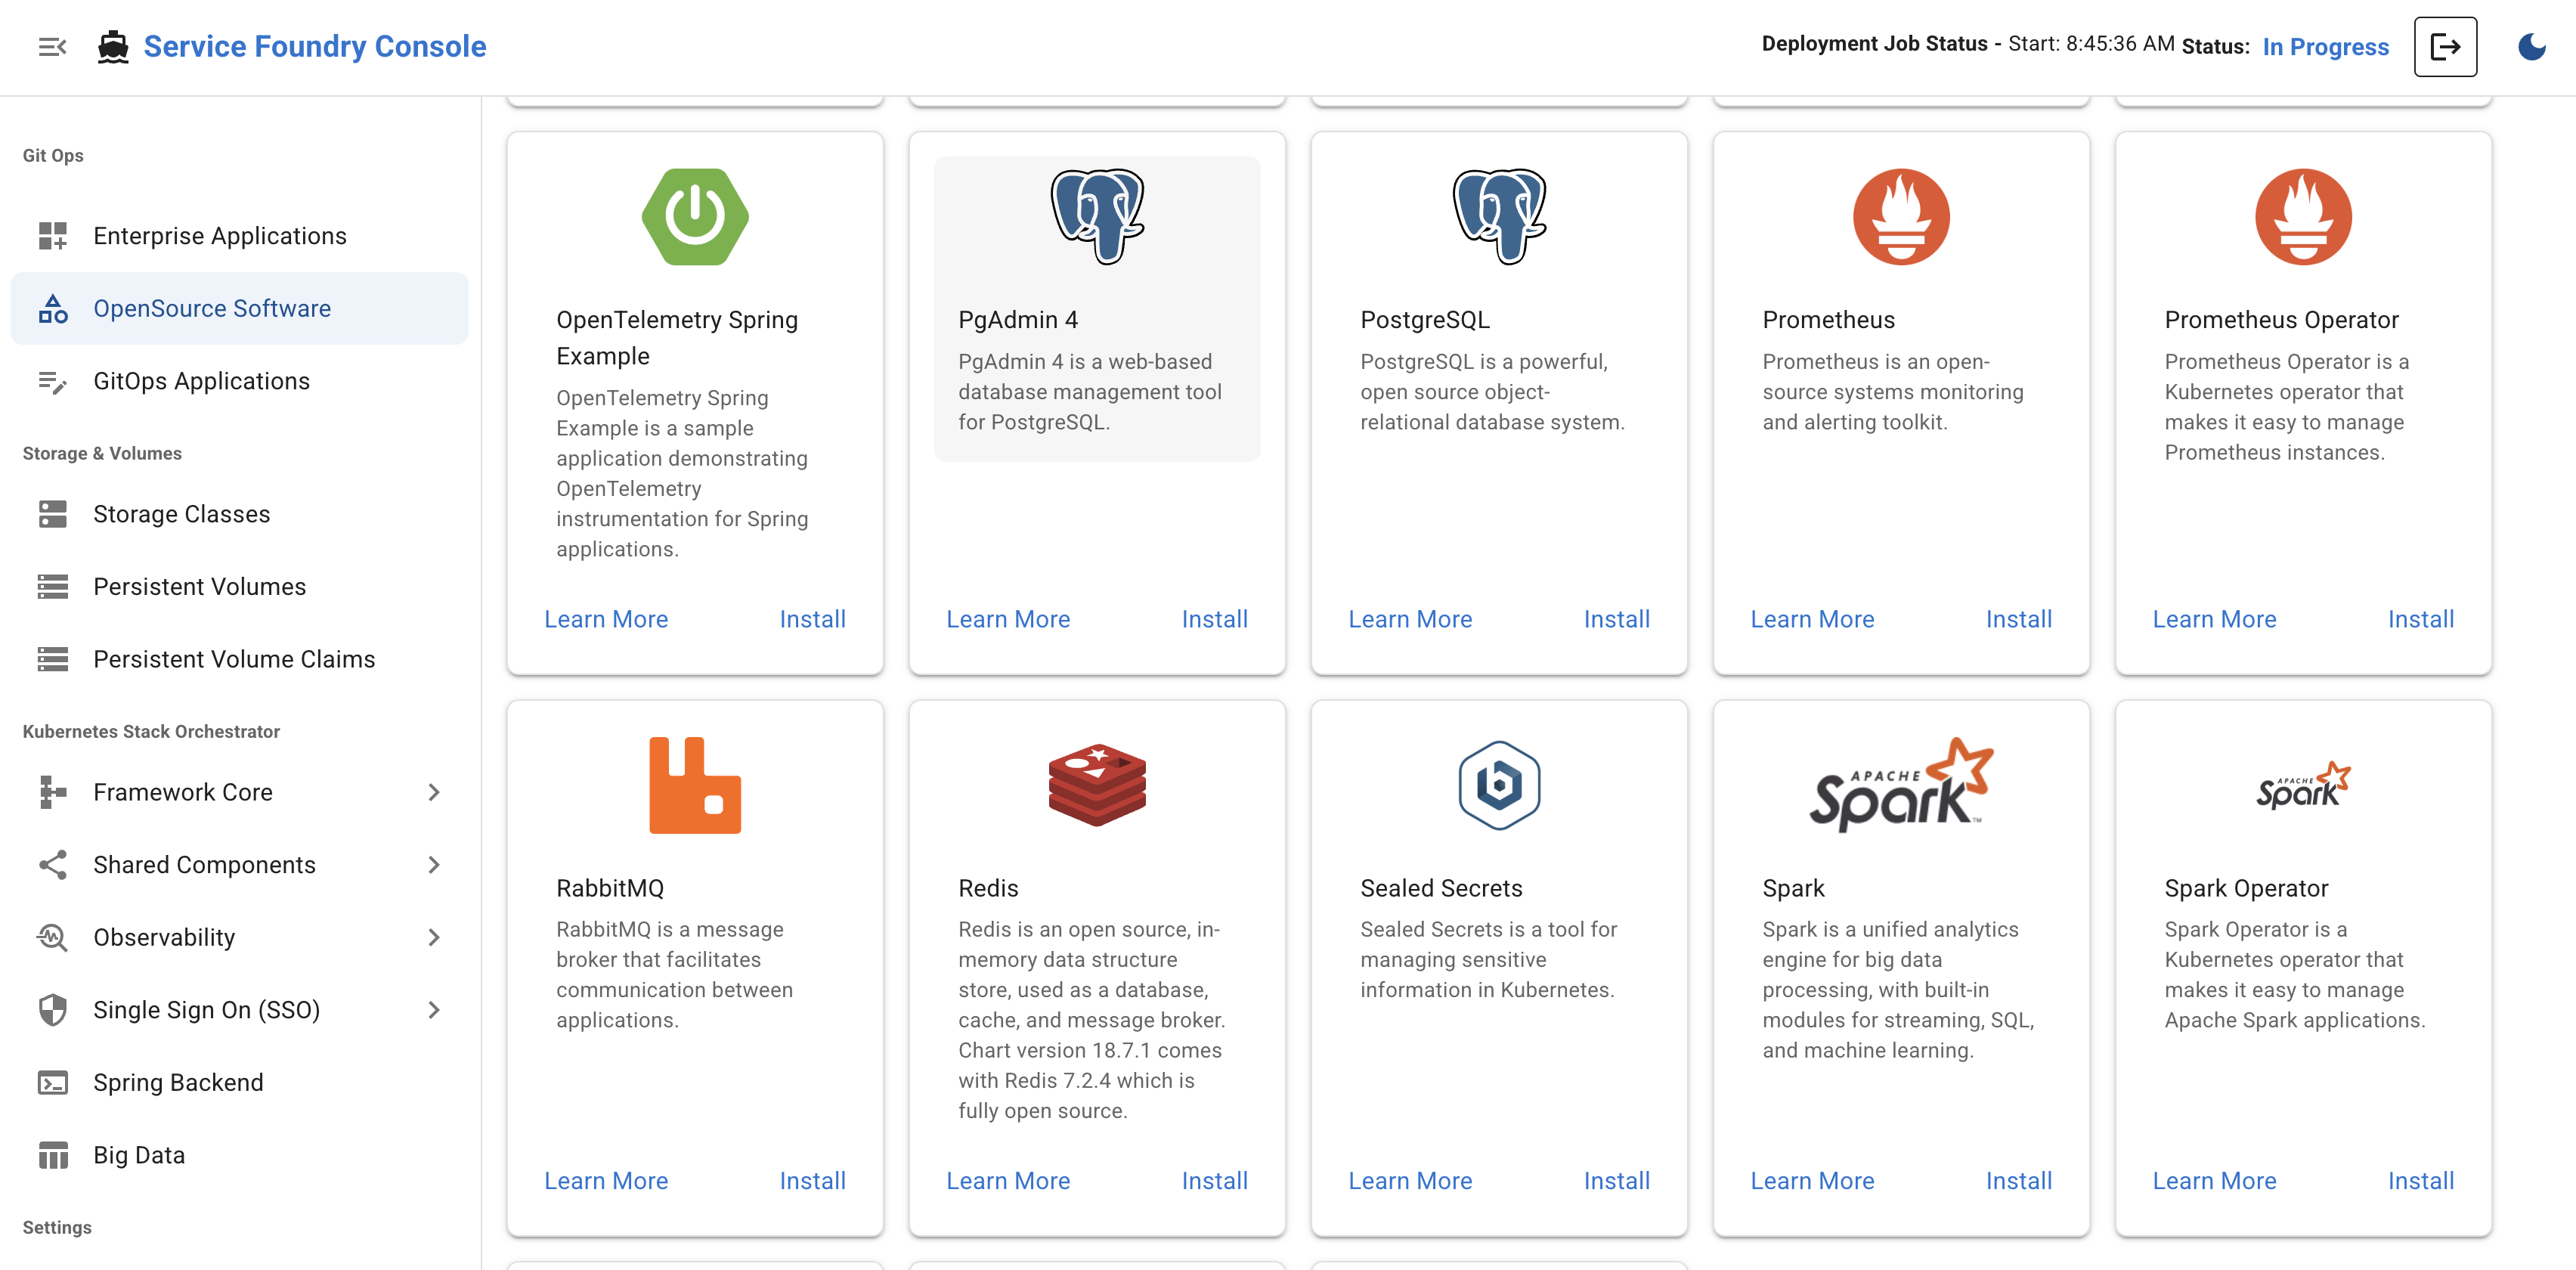 Service Foundry Console
Deployment Job Status - Start: 8:45:36 AM Status: In Progress
Git Ops
Enterprise Applications
OpenSource Software
GitOps Applications
Storage & Volumes
Storage Classes
Persistent Volumes
Persistent Volume Claims
Kubernetes Stack Orchestrator
Framework Core
Shared Components
Observability
Single Sign On (SSO)
Spring Backend
Big Data
Settings
OpenTelemetry Spring
Example
OpenTelemetry Spring
Example is a sample
application demonstrating
OpenTelemetry
instrumentation for Spring
applications.
Learn More
Install
PgAdmin 4
PgAdmin 4 is a web-based
database management tool
for PostgreSQL.
Learn More
Install
PostgreSQL
PostgreSQL is a powerful,
open source object-
relational database system.
Learn More
Install
Prometheus
Prometheus is an open-
source systems monitoring
and alerting toolkit.
Learn More
Install
Prometheus Operator
Prometheus Operator is a
Kubernetes operator that
makes it easy to manage
Prometheus instances.
Learn More
Install
RabbitMQ
RabbitMQ is a message
broker that facilitates
communication between
applications.
Learn More
Install
Redis
Redis is an open source, in-
memory data structure
store, used as a database,
cache, and message broker.
Chart version 18.7.1 comes
with Redis 7.2.4 which is
fully open source.
Learn More
Install
b
Sealed Secrets
Sealed Secrets is a tool for
managing sensitive
information in Kubernetes.
Learn More
Install
APACHE
Spark™
Spark
Spark is a unified analytics
engine for big data
processing, with built-in
modules for streaming, SQL,
and machine learning.
Learn More
Install
APACHE
Spark
Spark Operator
Spark Operator is a
Kubernetes operator that
makes it easy to manage
Apache Spark applications.
Learn More
Install